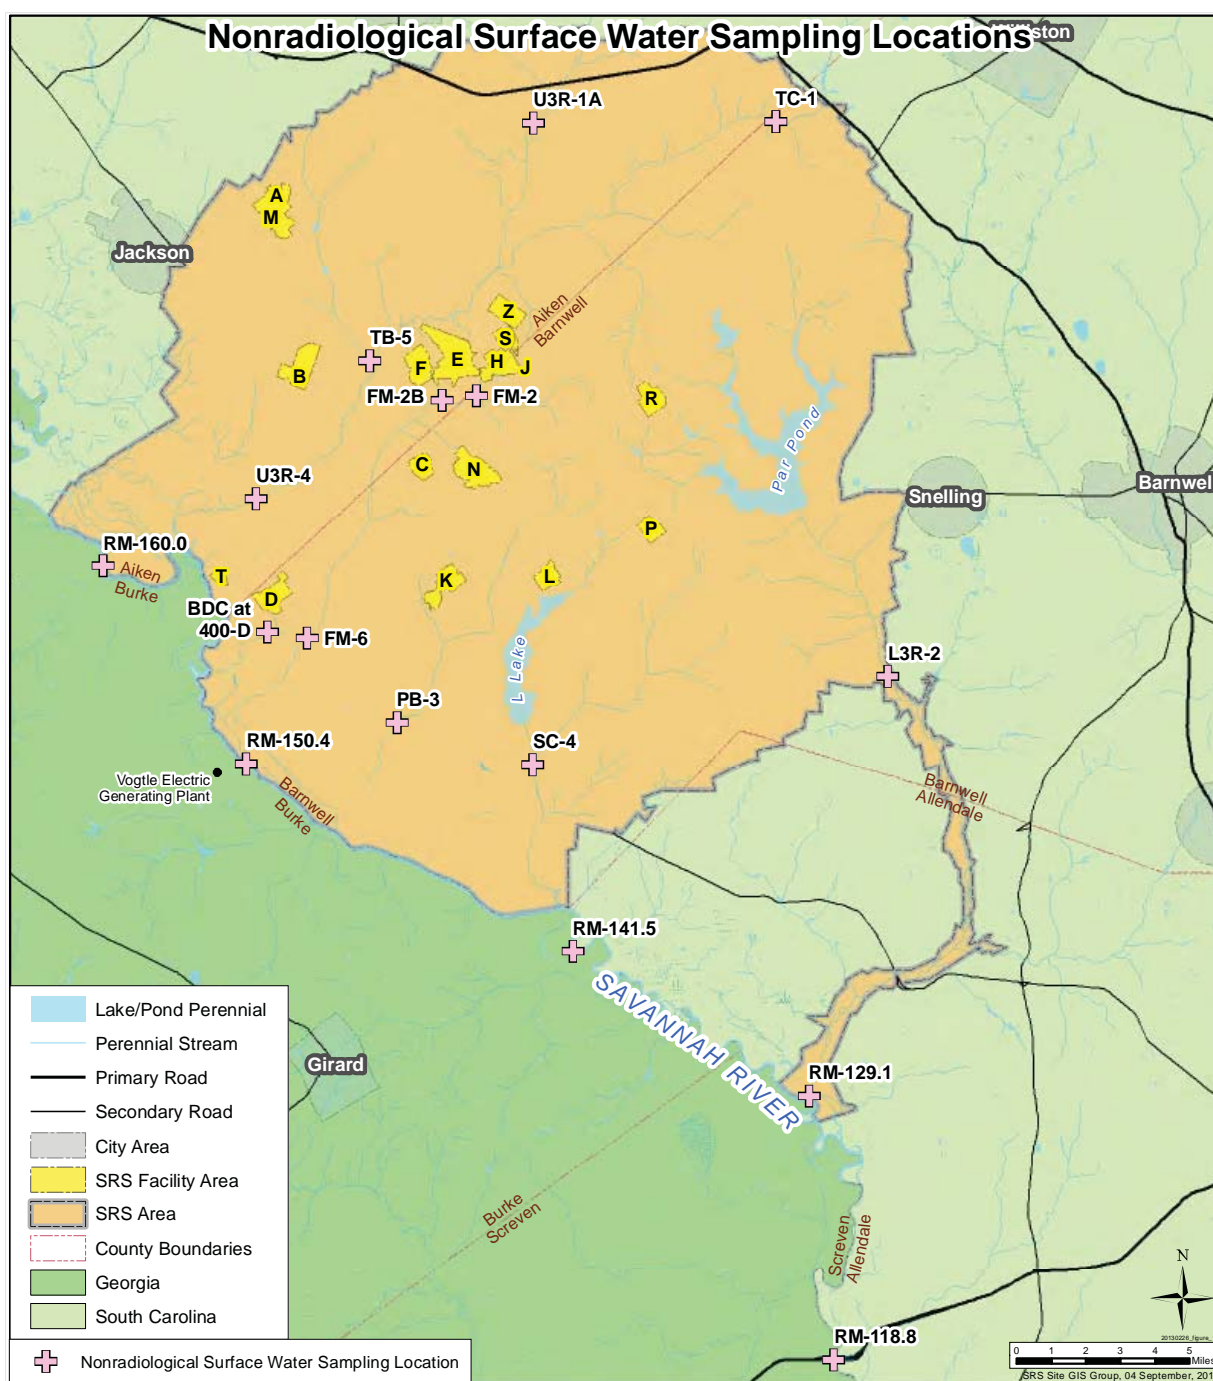 Nonradiological Surface Water Sampling Locations
ston
U3R-1A
TC-1
A
M
Jackson
Z
Aiken
Barnwell
S
TB-5
E
H
F
J
B
FM-2B
FM-2
R
Par Pond
C
N
U3R-4
Snelling
Barnwel
P
RM-160.0
Aiken
Burke
T
K
L
D
BDC at
400-D
FM-6
L Lake
L3R-2
PB-3
RM-150.4
SC-4
Vogtle Electric
Generating Plant
Barnwell
Burke
Barnwell
Allendale
RM-141.5
SAVANNAH RIVER
Girard
RM-129.1
Burke
Screven
Screven
Allendale
RM-118.8
Lake/Pond Perennial
Perennial Stream
Primary Road
Secondary Road
City Area
SRS Facility Area
SRS Area
County Boundaries
Georgia
South Carolina
Nonradiological Surface Water Sampling Location
N
20130226_figure_
0 1 2 3 4 5
Miles
SRS Site GIS Group, 04 September, 201